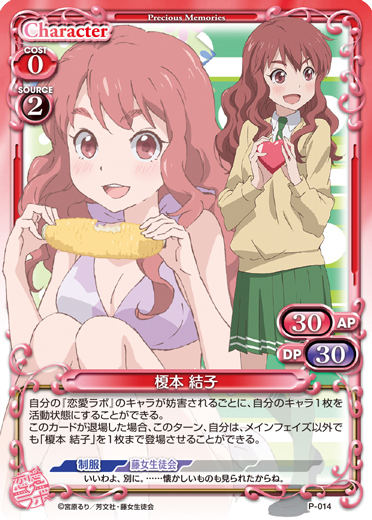 Precious Memories
Character
COST
0
SOURCE
2
30 AP
DP 30
榎本 結子
自分の『恋愛ラボ』のキャラが妨害されるごとに、自分のキャラ1枚を
活動状態にすることができる。
このカードが退場した場合、このターン、自分は、メインフェイズ以外で
も「榎本 結子」を1枚まで登場させることができる。
制服 藤女生徒会
いいわよ、別に。……懐かしいものも見られたからね。
恋愛ラボ
©宮原るり/芳文社・藤女生徒会
P-014